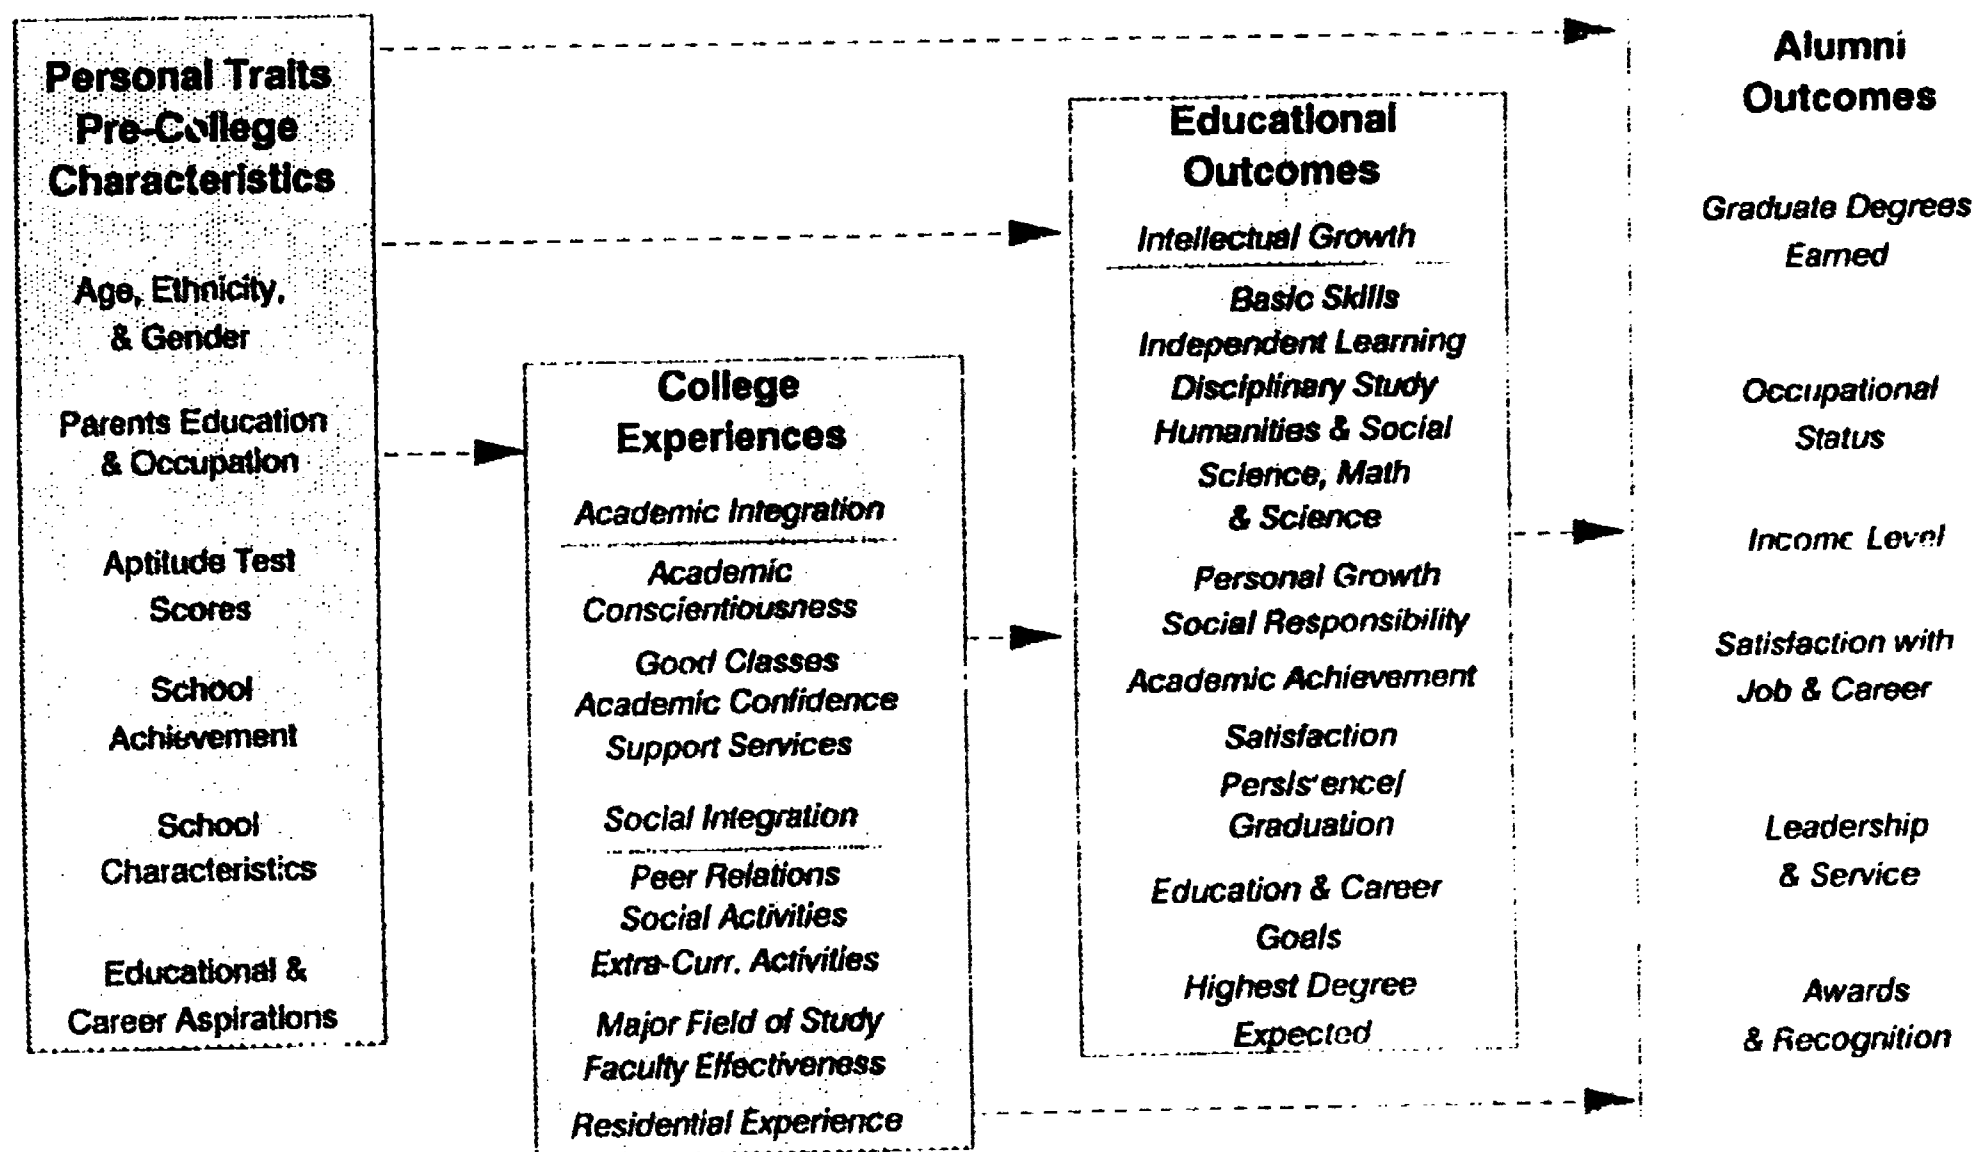 Personal Traits
Pre-College
Characteristics
Age, Ethnicity,
& Gender
Parents Education
& Occupation
Aptitude Test
Scores
School
Achievement
School
Characteristics
Educational &
Career Aspirations
College
Experiences
Academic Integration
Academic
Conscientiousness
Good Classes
Academic Confidence
Support Services
Social Integration
Peer Relations
Social Activities
Extra-Curr. Activities
Major Field of Study
Faculty Effectiveness
Residential Experience
Educational
Outcomes
Intellectual Growth
Basic Skills
Independent Learning
Disciplinary Study
Humanities & Social
Science, Math
& Science
Personal Growth
Social Responsibility
Academic Achievement
Satisfaction
Persistence/
Graduation
Education & Career
Goals
Highest Degree
Expected
Alumni
Outcomes
Graduate Degrees
Earned
Occupational
Status
Income Level
Satisfaction with
Job & Career
Leadership
& Service
Awards
& Recognition